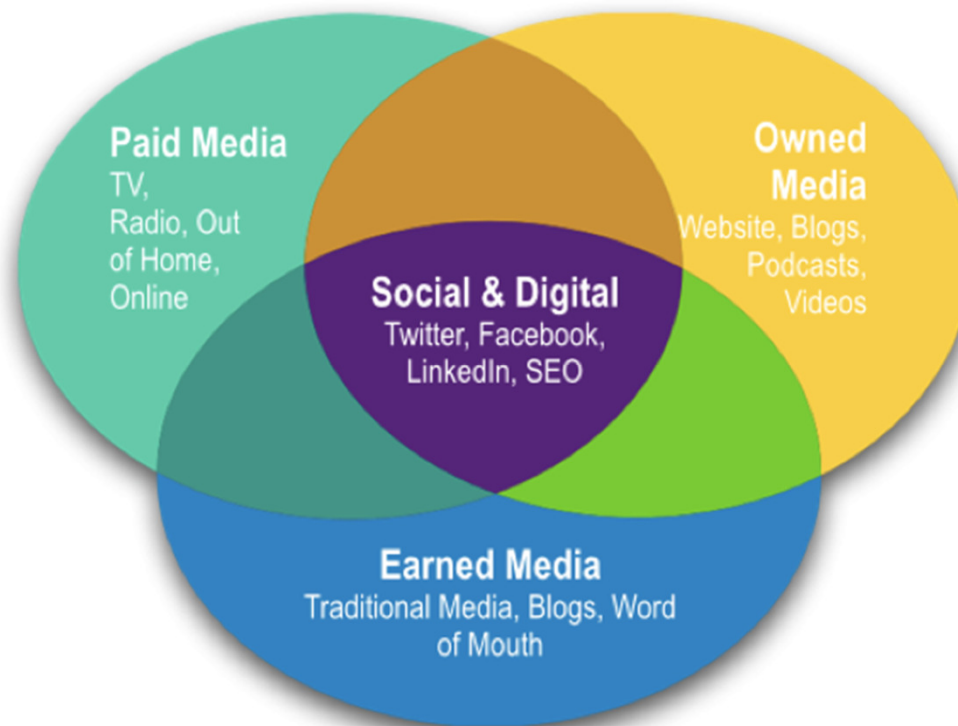 Paid Media
TV,
Radio, Out
of Home,
Online
Owned
Media
Website, Blogs,
Podcasts,
Videos
Social & Digital
Twitter, Facebook,
LinkedIn, SEO
Earned Media
Traditional Media, Blogs, Word
of Mouth